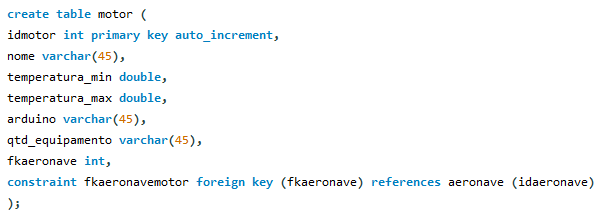 create table motor (
idmotor int primary key auto_increment,
nome varchar(45),
temperatura_min double,
temperatura_max double,
arduino varchar(45),
qtd_equipamento varchar(45),
fkaeronave int,
constraint fkaeronavemotor foreign key (fkaeronave) references aeronave (idaeronave)
);